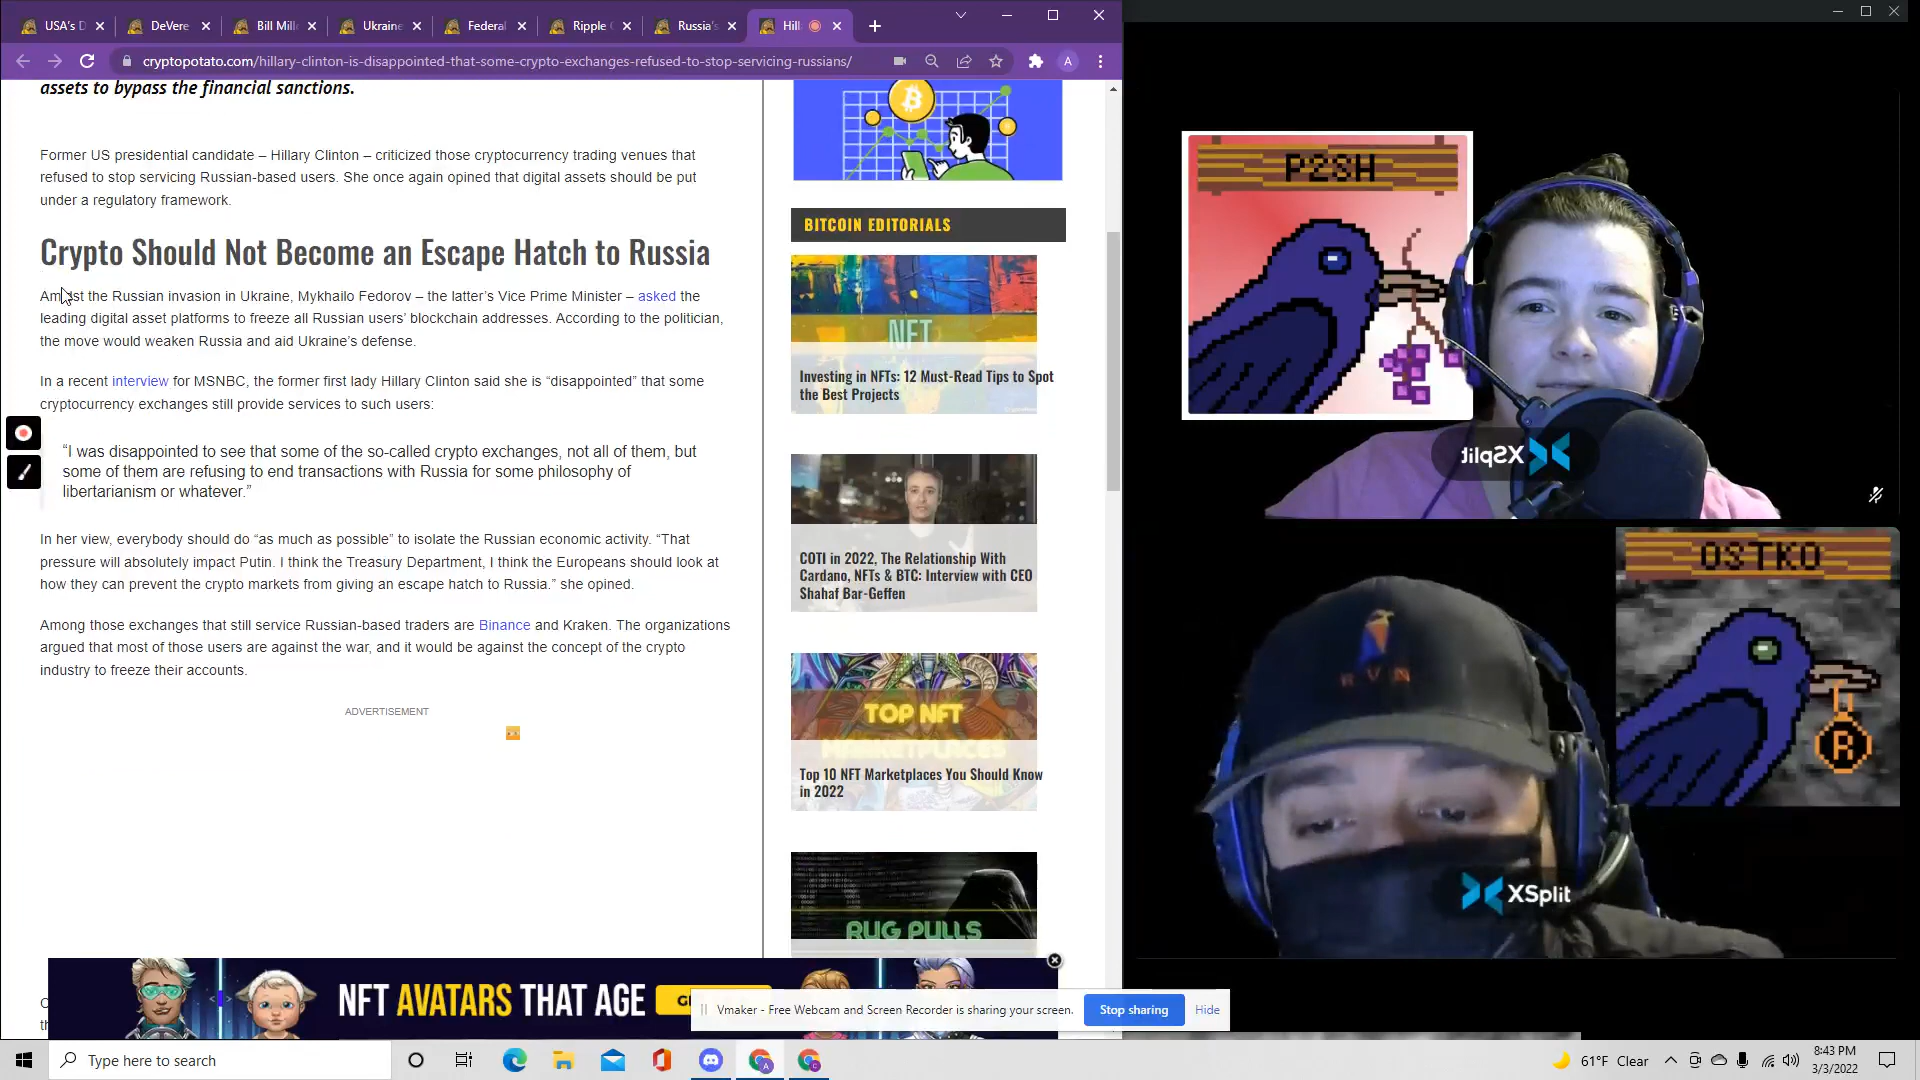 USA's D
DeVere
Bill Mill
Ukraine
Federal
Ripple
Russia's
Hill
cryptopotato.com/hillary-clinton-is-disappointed-that-some-crypto-exchanges-refused-to-stop-servicing-russians/
A
assets to bypass the financial sanctions.
Former US presidential candidate – Hillary Clinton – criticized those cryptocurrency trading venues that
refused to stop servicing Russian-based users. She once again opined that digital assets should be put
under a regulatory framework.
Crypto Should Not Become an Escape Hatch to Russia
Amidst the Russian invasion in Ukraine, Mykhailo Fedorov – the latter's Vice Prime Minister – asked the
leading digital asset platforms to freeze all Russian users' blockchain addresses. According to the politician,
the move would weaken Russia and aid Ukraine's defense.
In a recent interview for MSNBC, the former first lady Hillary Clinton said she is "disappointed" that some
cryptocurrency exchanges still provide services to such users:
"I was disappointed to see that some of the so-called crypto exchanges, not all of them, but
some of them are refusing to end transactions with Russia for some philosophy of
libertarianism or whatever."
In her view, everybody should do "as much as possible" to isolate the Russian economic activity. "That
pressure will absolutely impact Putin. I think the Treasury Department, I think the Europeans should look at
how they can prevent the crypto markets from giving an escape hatch to Russia." she opined.
Among those exchanges that still service Russian-based traders are Binance and Kraken. The organizations
argued that most of those users are against the war, and it would be against the concept of the crypto
industry to freeze their accounts.
ADVERTISEMENT
BITCOIN EDITORIALS
NFT
Investing in NFTs: 12 Must-Read Tips to Spot
the Best Projects
COTI in 2022, The Relationship With
Cardano, NFTs & BTC: Interview with CEO
Shahaf Bar-Geffen
TOP NFT
MARKETPLACES
Top 10 NFT Marketplaces You Should Know
in 2022
RUG PULLS
NFT AVATARS THAT AGE
Vmaker - Free Webcam and Screen Recorder is sharing your screen.
Stop sharing
Hide
P2SH
XSplit
OSTKO
R
RVN
XSplit
Type here to search
61°F Clear
8:43 PM
3/3/2022